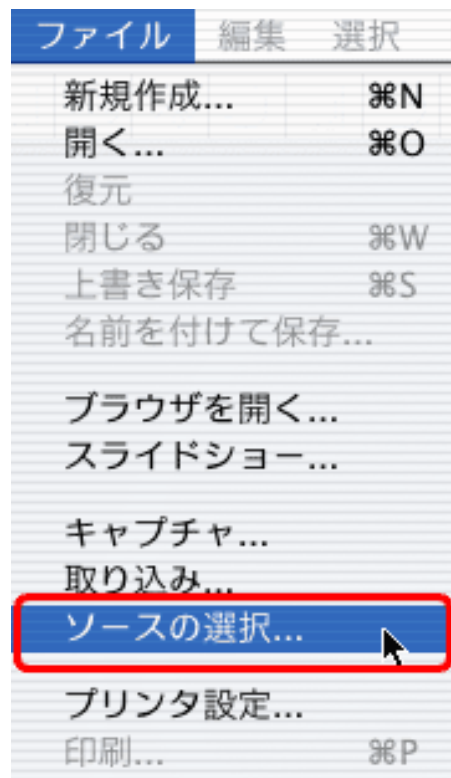 ファイル 編集 選択
新規作成... ⌘N
開く... ⌘O
復元
閉じる ⌘W
上書き保存 ⌘S
名前を付けて保存...
ブラウザを開く...
スライドショー...
キャプチャ...
取り込み...
ソースの選択...
プリンタ設定...
印刷... ⌘P